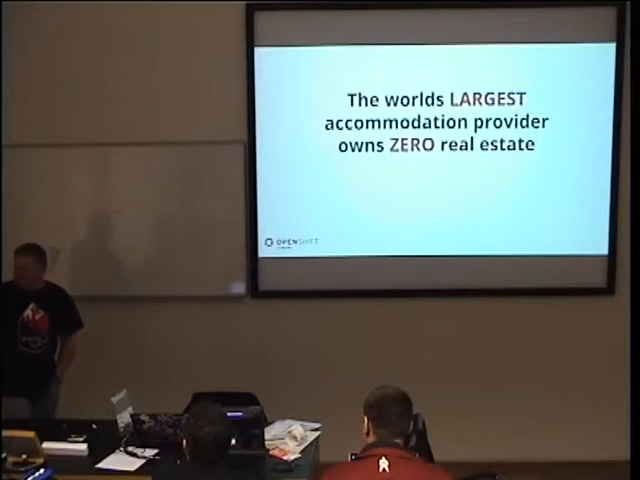 The worlds LARGEST
accommodation provider
owns ZERO real estate
OPENSHIFT